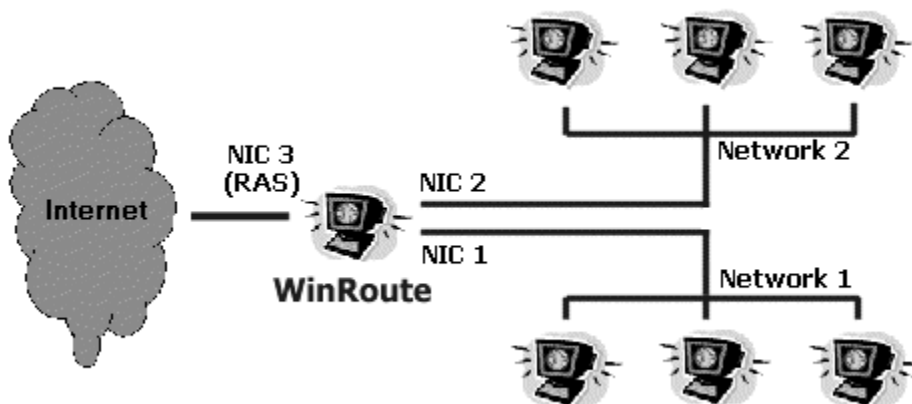 Internet
NIC 3
(RAS)
WinRoute
NIC 2
NIC 1
Network 2
Network 1